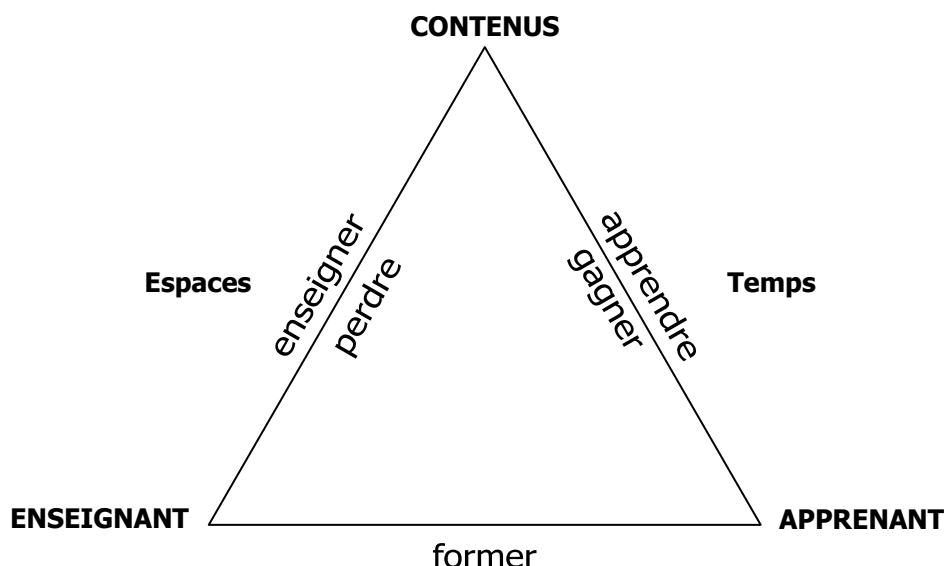 CONTENUS
enseigner
perdre
apprendre
gagner
Espaces
Temps
ENSEIGNANT
APPRENANT
former